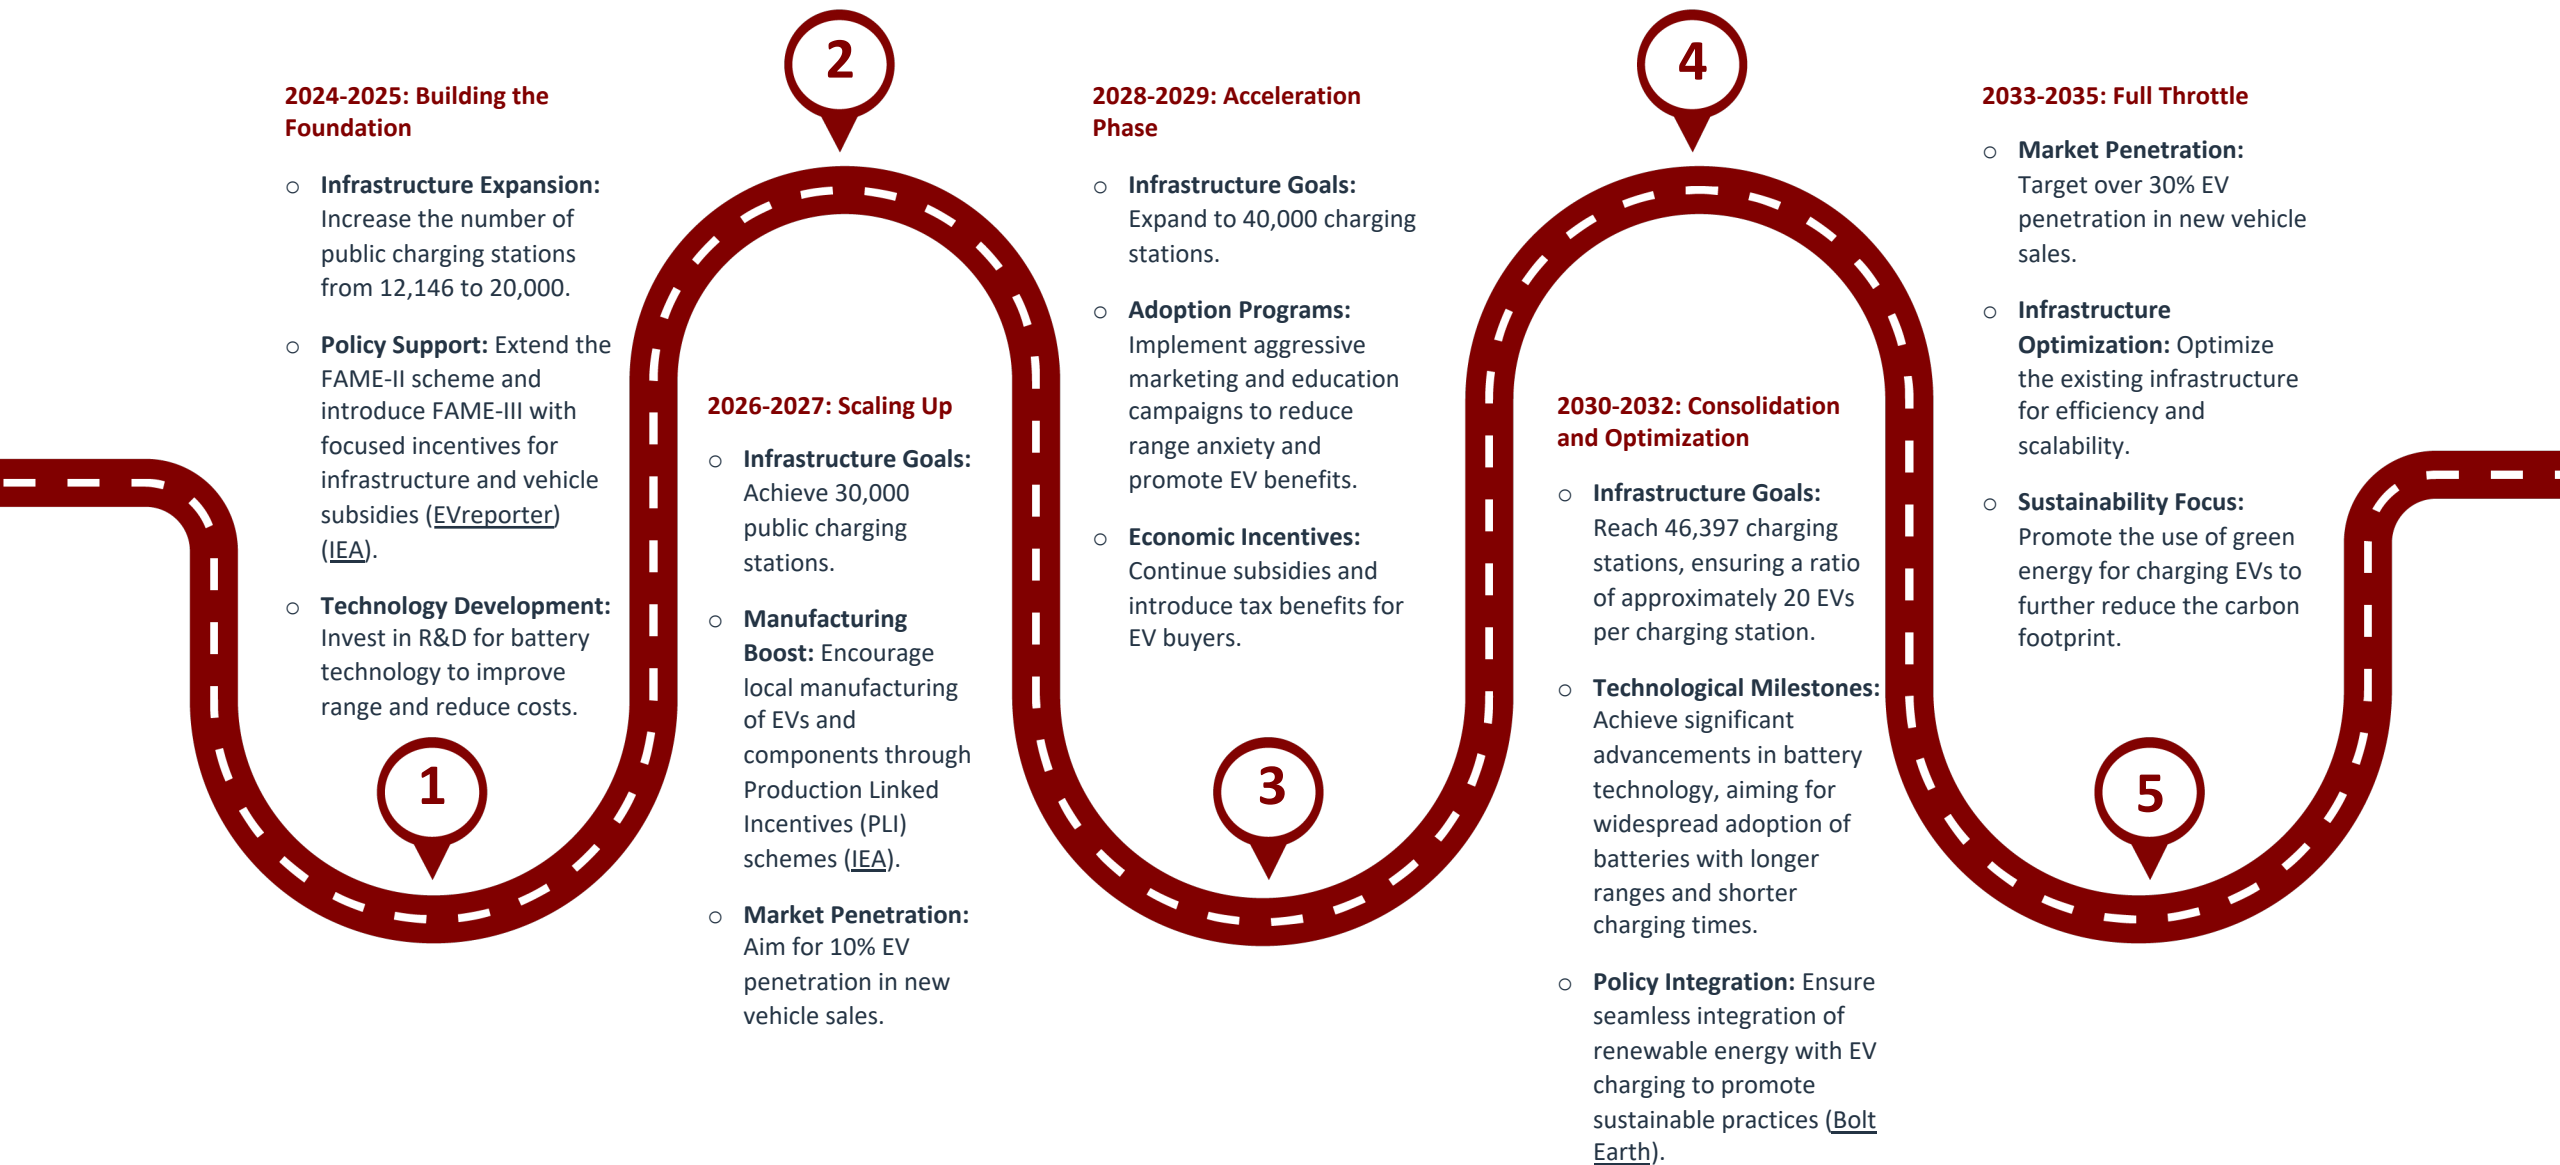 1
2024-2025: Building the
Foundation
○ Infrastructure Expansion:
Increase the number of
public charging stations
from 12,146 to 20,000.
○ Policy Support: Extend the
FAME-II scheme and
introduce FAME-III with
focused incentives for
infrastructure and vehicle
subsidies (EVreporter)
(IEA).
○ Technology Development:
Invest in R&D for battery
technology to improve
range and reduce costs.
2
2026-2027: Scaling Up
○ Infrastructure Goals:
Achieve 30,000
public charging
stations.
○ Manufacturing
Boost: Encourage
local manufacturing
of EVs and
components through
Production Linked
Incentives (PLI)
schemes (IEA).
○ Market Penetration:
Aim for 10% EV
penetration in new
vehicle sales.
3
2028-2029: Acceleration
Phase
○ Infrastructure Goals:
Expand to 40,000 charging
stations.
○ Adoption Programs:
Implement aggressive
marketing and education
campaigns to reduce
range anxiety and
promote EV benefits.
○ Economic Incentives:
Continue subsidies and
introduce tax benefits for
EV buyers.
4
2030-2032: Consolidation
and Optimization
○ Infrastructure Goals:
Reach 46,397 charging
stations, ensuring a ratio
of approximately 20 EVs
per charging station.
○ Technological Milestones:
Achieve significant
advancements in battery
technology, aiming for
widespread adoption of
batteries with longer
ranges and shorter
charging times.
○ Policy Integration: Ensure
seamless integration of
renewable energy with EV
charging to promote
sustainable practices (Bolt
Earth).
5
2033-2035: Full Throttle
○ Market Penetration:
Target over 30% EV
penetration in new vehicle
sales.
○ Infrastructure
Optimization: Optimize
the existing infrastructure
for efficiency and
scalability.
○ Sustainability Focus:
Promote the use of green
energy for charging EVs to
further reduce the carbon
footprint.